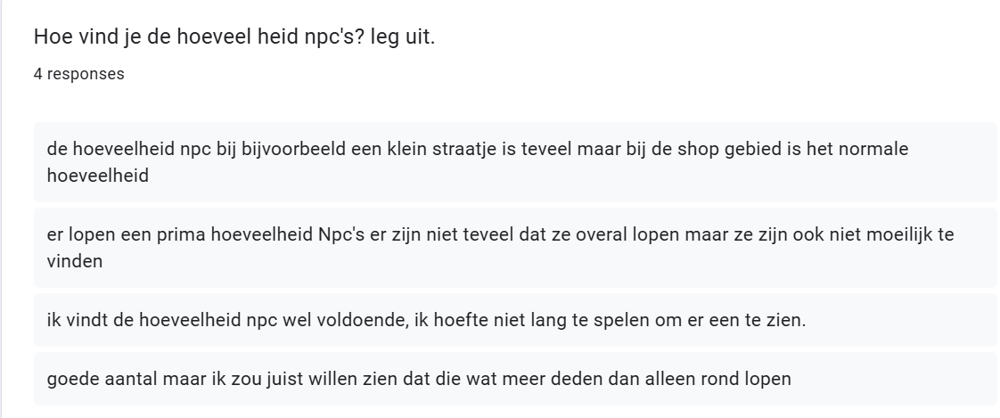 Hoe vind je de hoeveel heid npc's? leg uit.
4 responses
de hoeveelheid npc bij bijvoorbeeld een klein straatje is teveel maar bij de shop gebied is het normale
hoeveelheid
er lopen een prima hoeveelheid Npc's er zijn niet teveel dat ze overal lopen maar ze zijn ook niet moeilijk te
vinden
ik vindt de hoeveelheid npc wel voldoende, ik hoefte niet lang te spelen om er een te zien.
goede aantal maar ik zou juist willen zien dat die wat meer deden dan alleen rond lopen